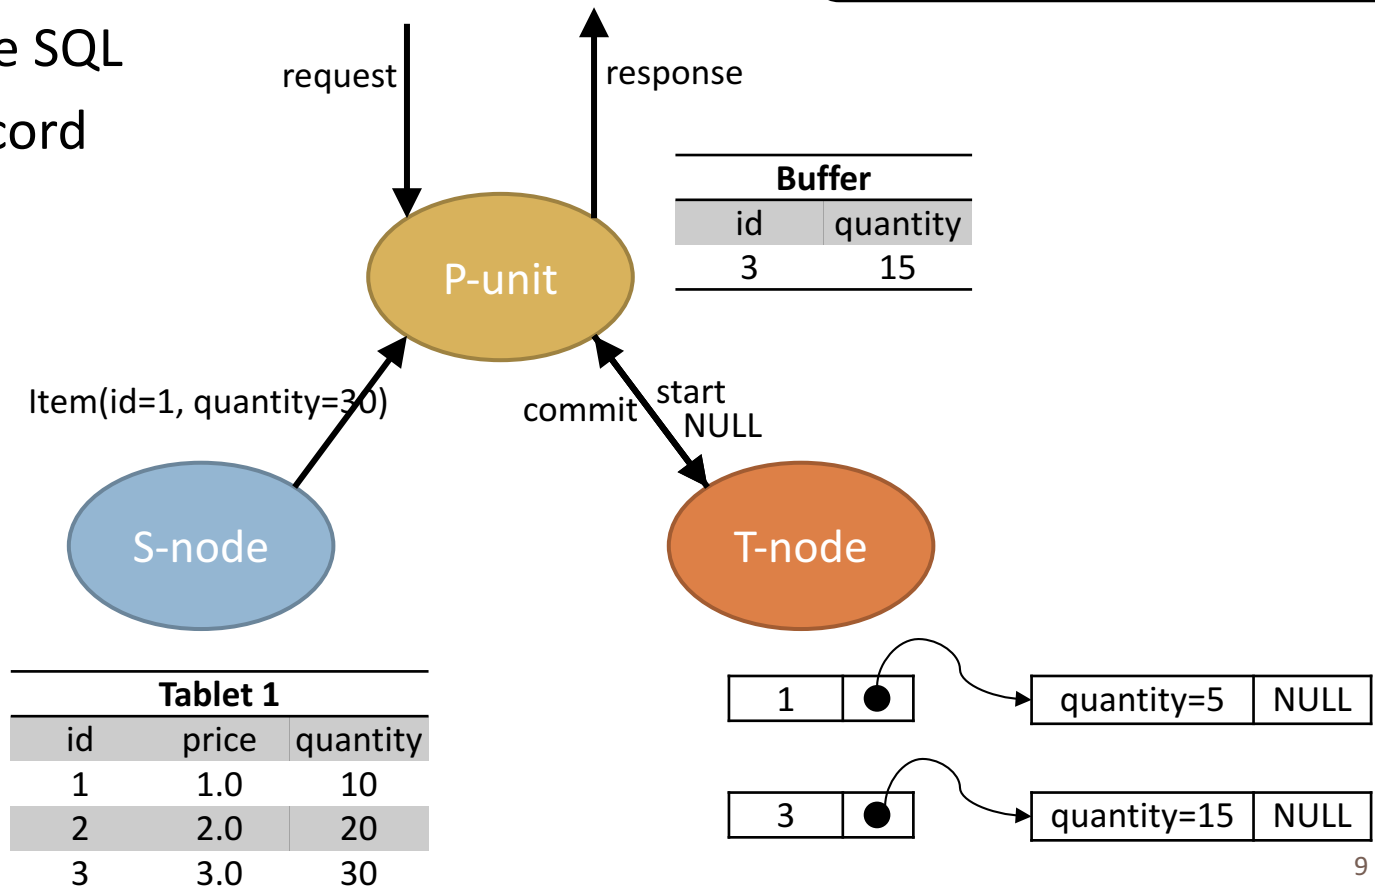 e SQL
cord
request
response
Buffer
id quantity
3 15
P-unit
Item(id=1, quantity=30)
commit
start
NULL
S-node
T-node
Tablet 1
id price quantity
1 1.0 10
2 2.0 20
3 3.0 30
1 quantity=5 NULL
3 quantity=15 NULL
9